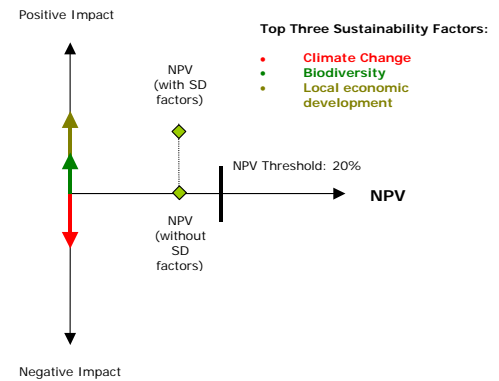 Positive Impact
Top Three Sustainability Factors:
• Climate Change
• Biodiversity
• Local economic
development
NPV
(with SD
factors)
NPV Threshold: 20%
NPV
NPV
(without
SD
factors)
Negative Impact